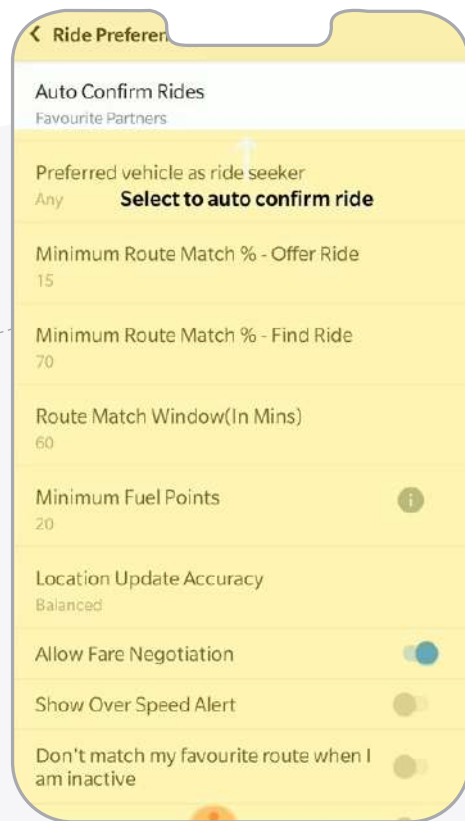 Ride Preferen
Auto Confirm Rides
Favourite Partners
Preferred vehicle as ride seeker
Any
Select to auto confirm ride
Minimum Route Match % - Offer Ride
15
Minimum Route Match % - Find Ride
70
Route Match Window(In Mins)
60
Minimum Fuel Points
20
Location Update Accuracy
Balanced
Allow Fare Negotiation
Show Over Speed Alert
Don't match my favourite route when I
am inactive